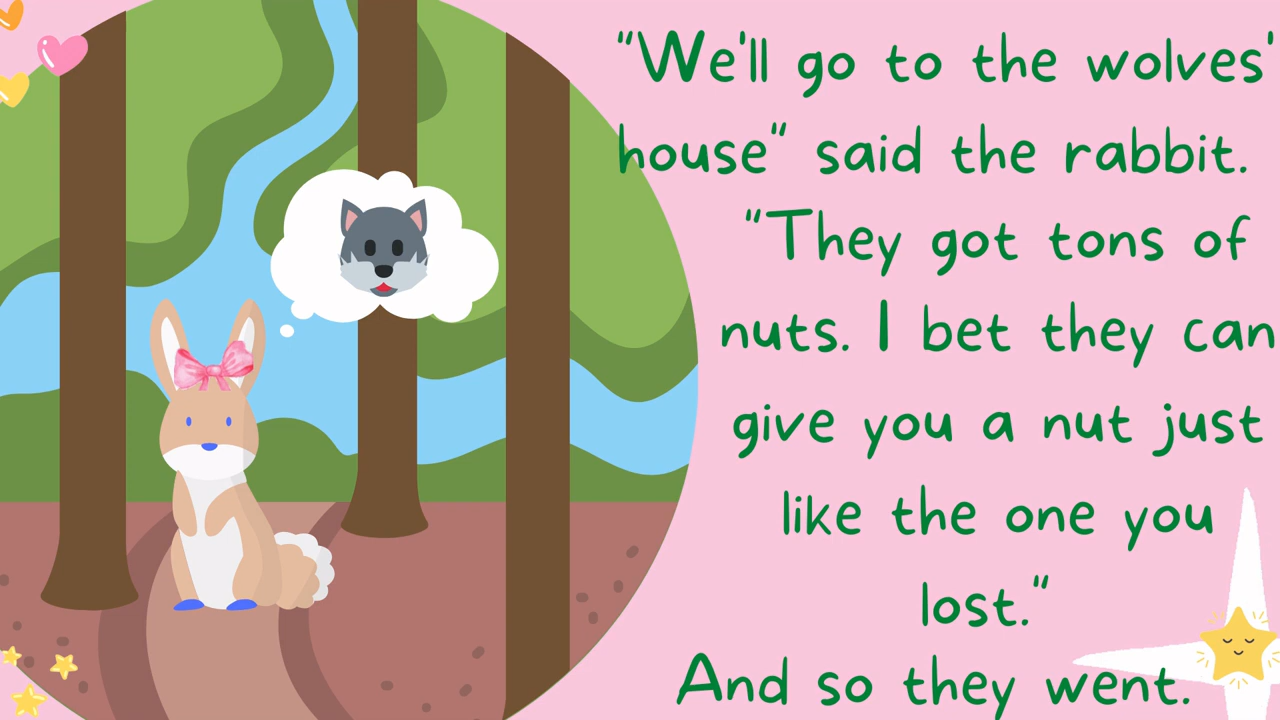 "We'll go to the wolves'
house" said the rabbit.
"They got tons of
nuts. I bet they can
give you a nut just
like the one you
lost."
And so they went.